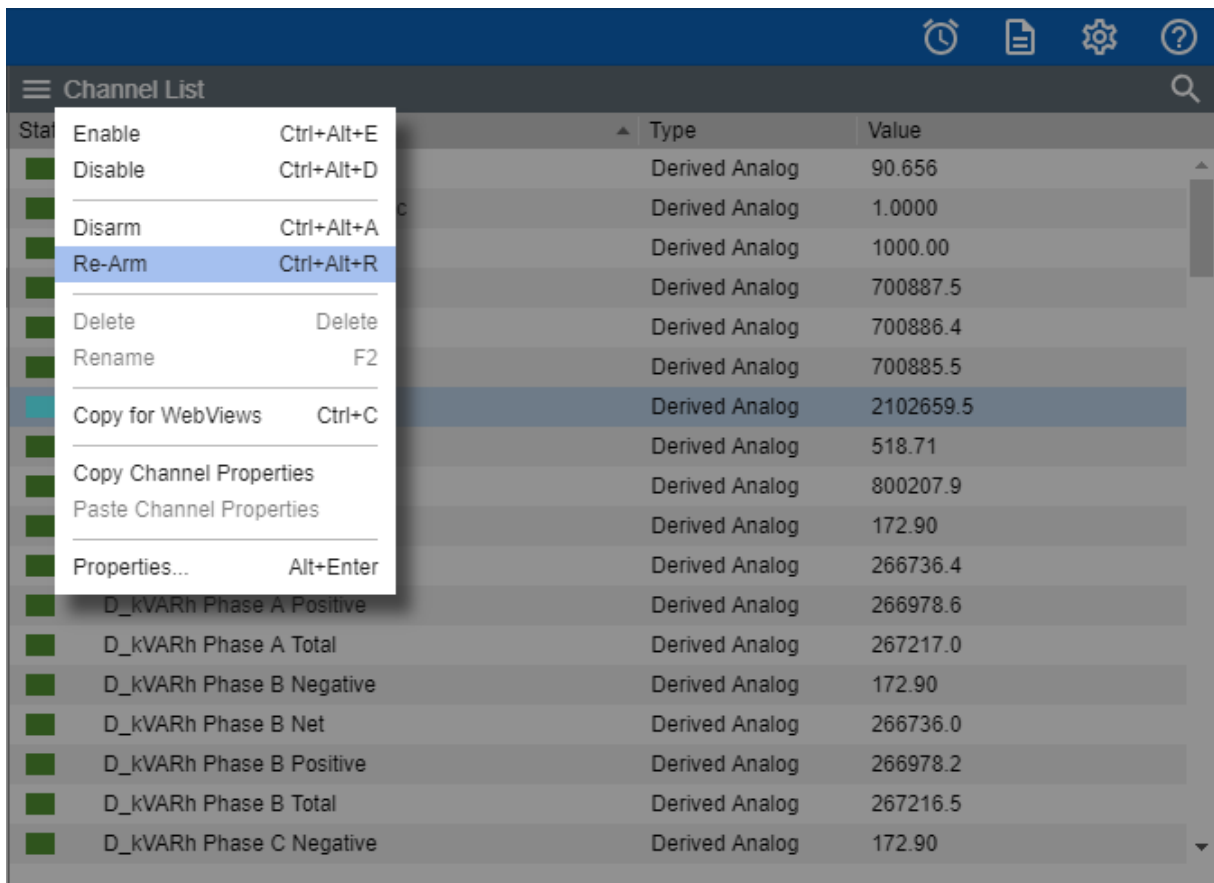 Channel List
Stat
Type Value
Enable Ctrl+Alt+E
Disable Ctrl+Alt+D
Disarm Ctrl+Alt+A
Re-Arm Ctrl+Alt+R
Delete Delete
Rename F2
Copy for WebViews Ctrl+C
Copy Channel Properties
Paste Channel Properties
Properties... Alt+Enter
Derived Analog 90.656
c Derived Analog 1.0000
Derived Analog 1000.00
Derived Analog 700887.5
Derived Analog 700886.4
Derived Analog 700885.5
Derived Analog 2102659.5
Derived Analog 518.71
Derived Analog 800207.9
Derived Analog 172.90
Derived Analog 266736.4
D_kVARh Phase A Positive Derived Analog 266978.6
D_kVARh Phase A Total Derived Analog 267217.0
D_kVARh Phase B Negative Derived Analog 172.90
D_kVARh Phase B Net Derived Analog 266736.0
D_kVARh Phase B Positive Derived Analog 266978.2
D_kVARh Phase B Total Derived Analog 267216.5
D_kVARh Phase C Negative Derived Analog 172.90